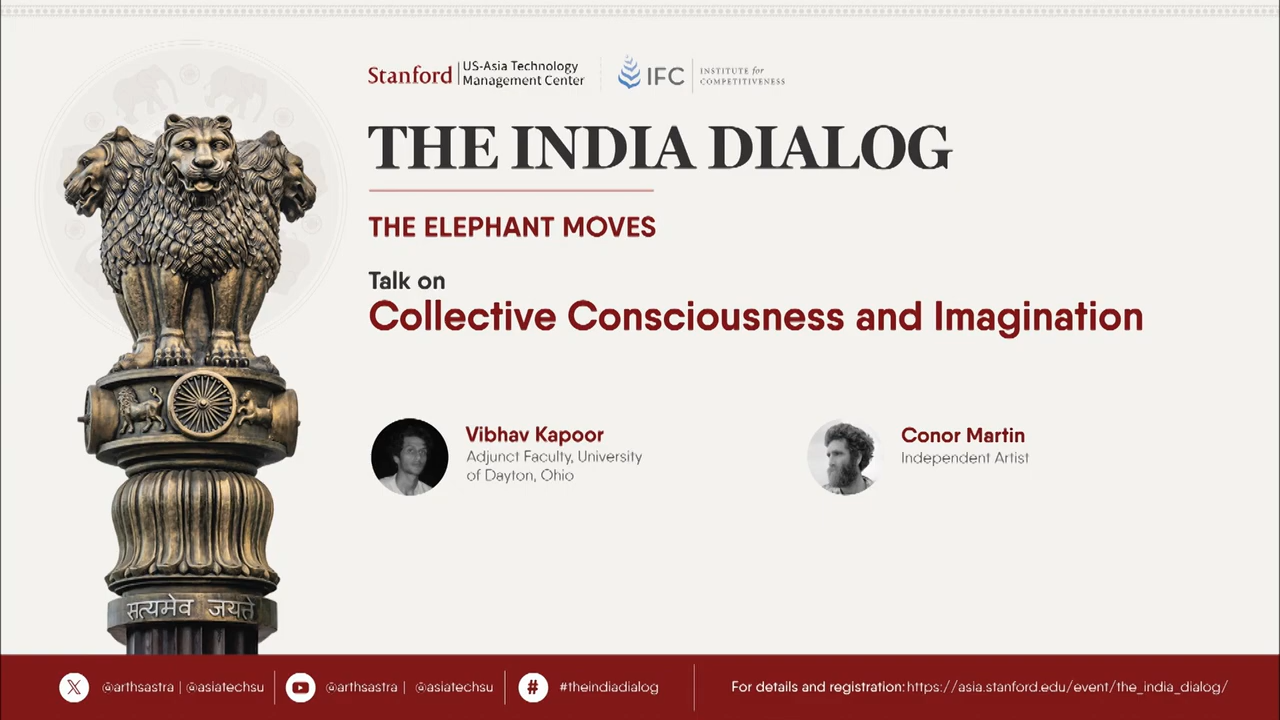 Stanford
US-Asia Technology
Management Center
IFC
INSTITUTE for
COMPETITIVENESS
THE INDIA DIALOG
THE ELEPHANT MOVES
Talk on
Collective Consciousness and Imagination
Vibhav Kapoor
Adjunct Faculty, University
of Dayton, Ohio
Conor Martin
Independent Artist
सत्यमेव जयते
@arthsastra | @asiatechsu
@arthsastra | @asiatechsu
# #theindiadialog
For details and registration: https://asia.stanford.edu/event/the_india_dialog/